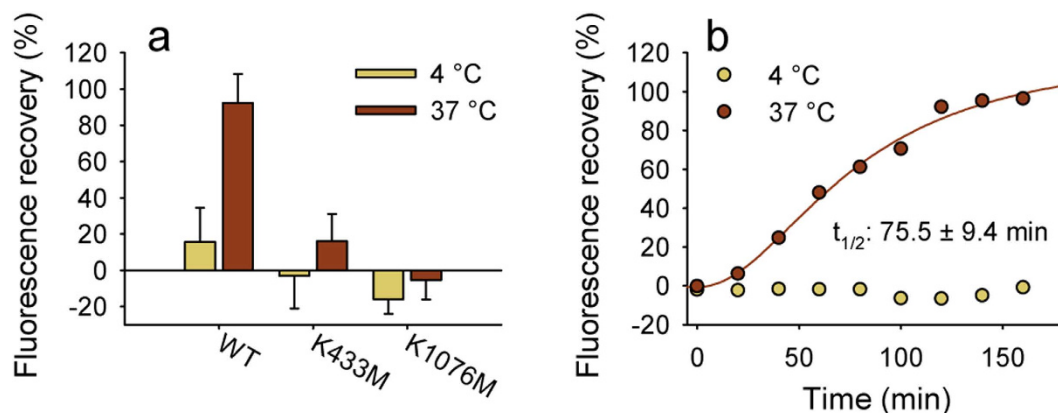 a
Fluorescence recovery (%)
120
100
80
60
40
20
0
-20
4 °C
37 °C
WT
K433M
K1076M
b
Fluorescence recovery (%)
120
100
80
60
40
20
0
-20
4 °C
37 °C
t1/2: 75.5 ± 9.4 min
0
50
100
150
Time (min)